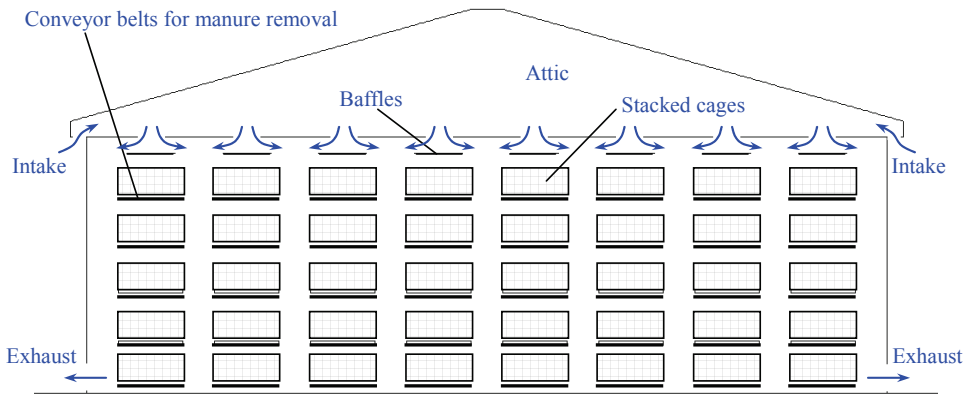 Conveyor belts for manure removal
Attic
Baffles
Stacked cages
Intake
Intake
Exhaust
Exhaust